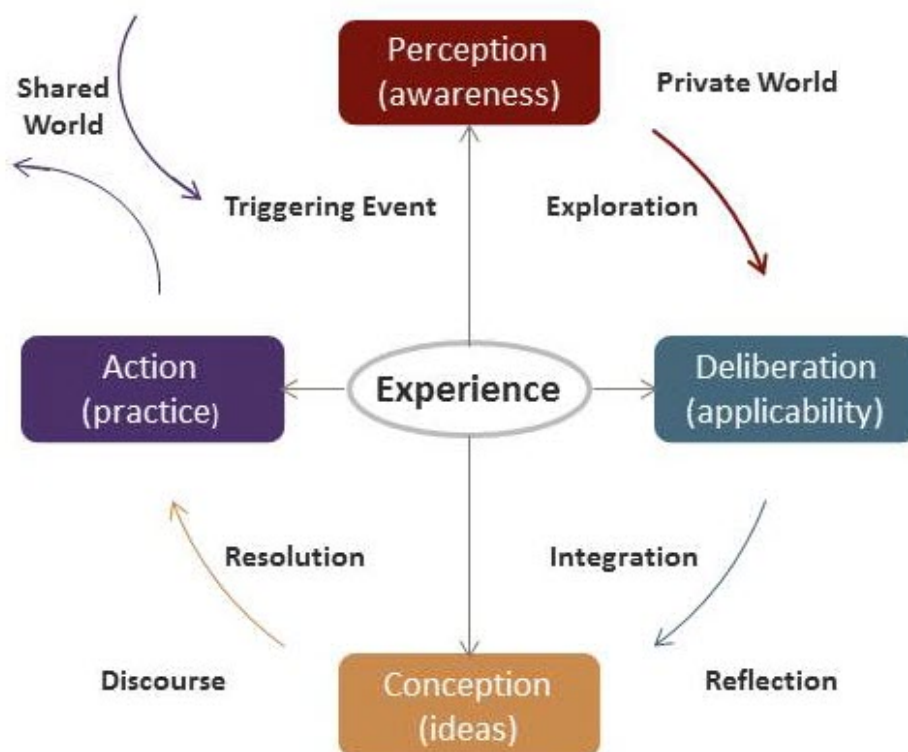 Perception
(awareness)
Shared
World
Private World
Triggering Event
Exploration
Action
(practice)
Experience
Deliberation
(applicability)
Resolution
Integration
Discourse
Reflection
Conception
(ideas)